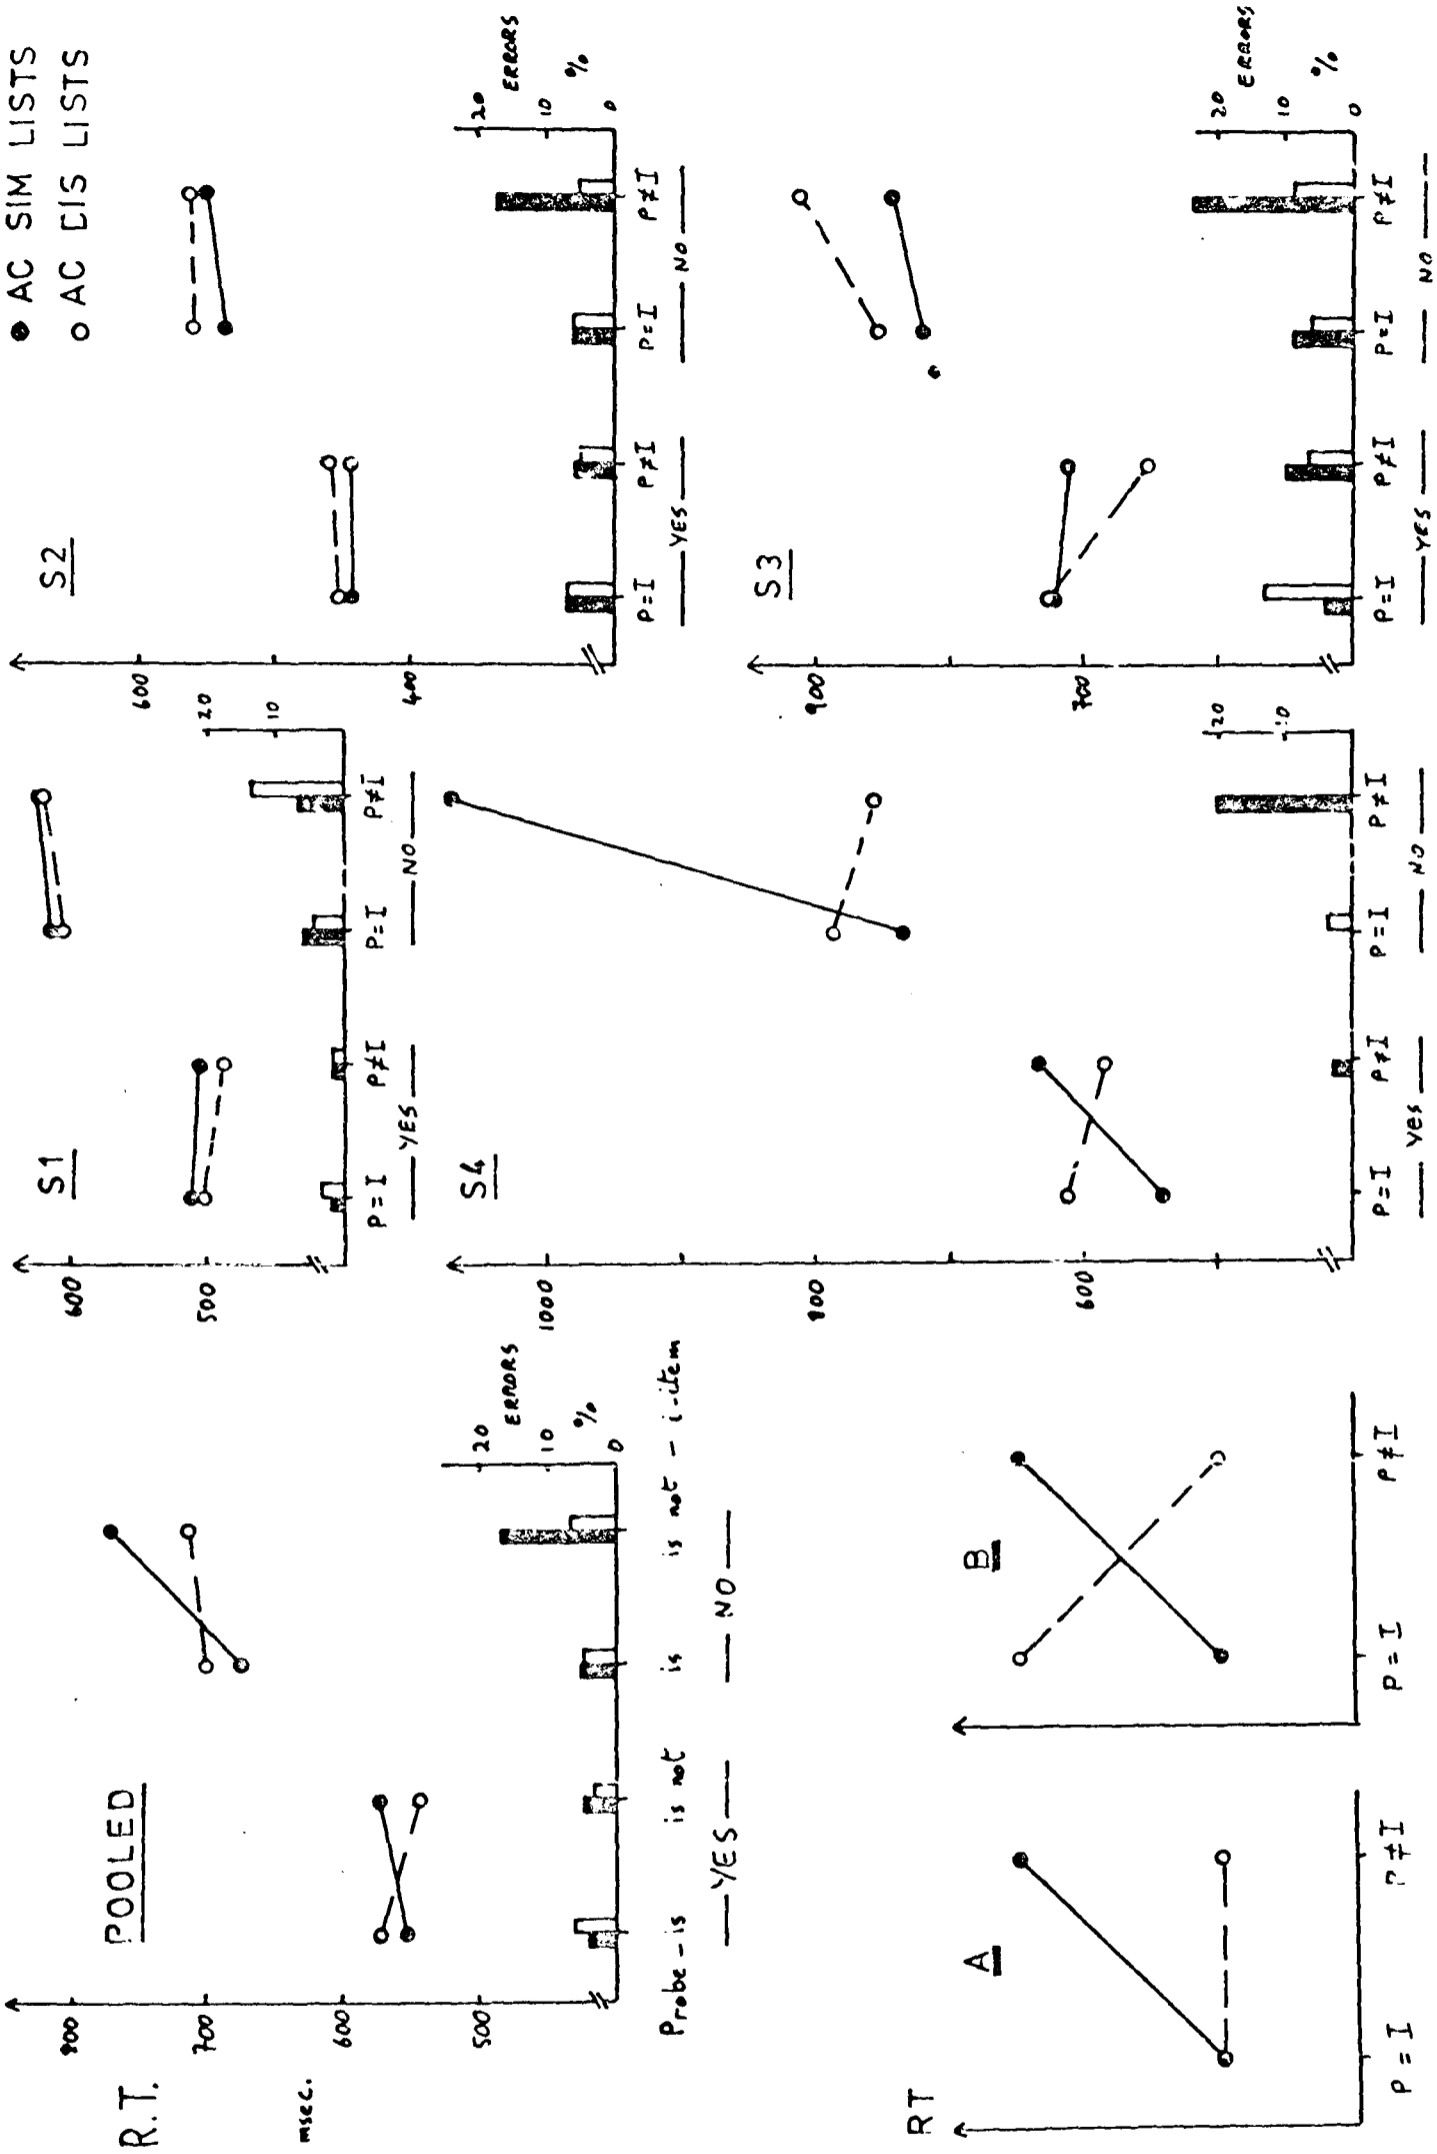 ● AC SIM LISTS
○ AC DIS LISTS
POOLED
R.T.
msec.
800
700
600
500
20
10
0
ERRORS
%
Probe - is
is not
is
is not - i-item
YES
NO
S1
600
500
20
10
P=I
P≠I
P=I
P≠I
YES
NO
S2
600
400
20
10
0
ERRORS
%
P=I
P≠I
P=I
P≠I
YES
NO
A
RT
P=I
P≠I
B
P=I
P≠I
S4
1000
800
600
20
10
P=I
P≠I
P=I
P≠I
Yes
NO
S3
900
700
20
10
0
ERRORS
%
P=I
P≠I
P=I
P≠I
YES
NO